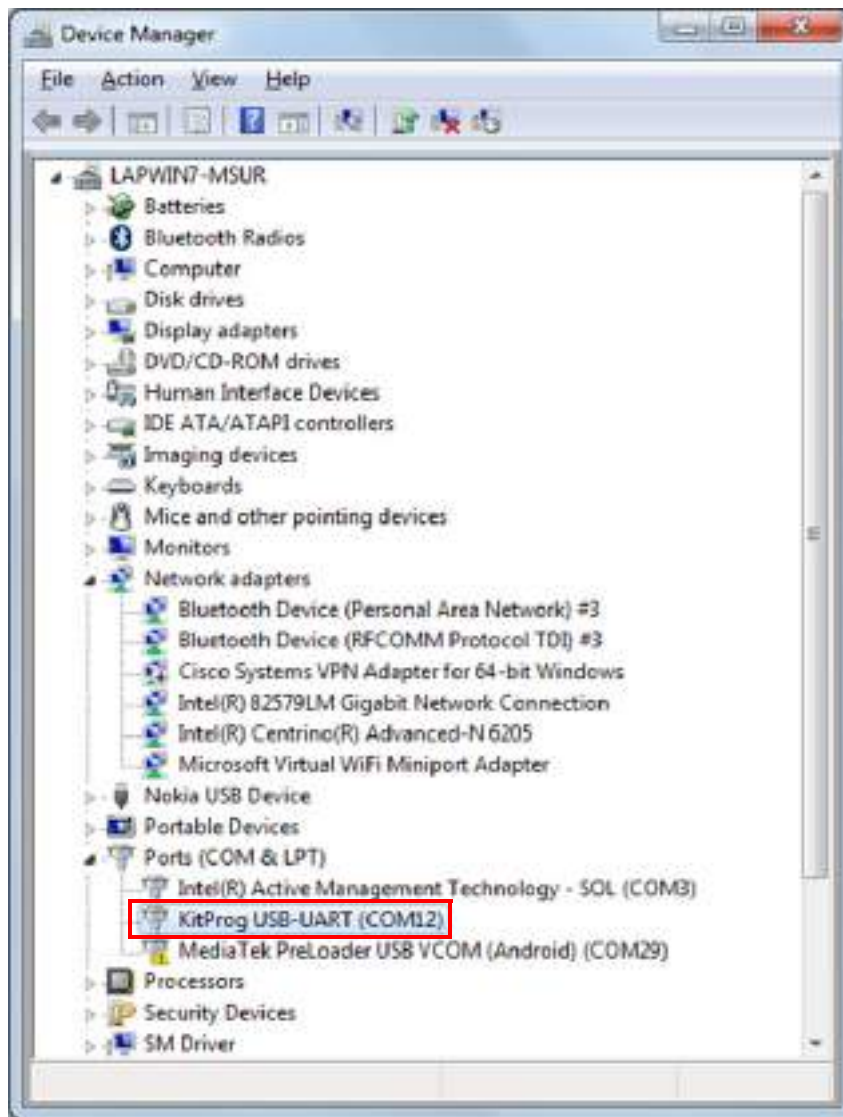 Device Manager
File Action View Help
LAPWIN7-MSUR
Batteries
Bluetooth Radios
Computer
Disk drives
Display adapters
DVD/CD-ROM drives
Human Interface Devices
IDE ATA/ATAPI controllers
Imaging devices
Keyboards
Mice and other pointing devices
Monitors
Network adapters
Bluetooth Device (Personal Area Network) #3
Bluetooth Device (RFCOMM Protocol TDI) #3
Cisco Systems VPN Adapter for 64-bit Windows
Intel(R) 82579LM Gigabit Network Connection
Intel(R) Centrino(R) Advanced-N 6205
Microsoft Virtual WiFi Miniport Adapter
Nokia USB Device
Portable Devices
Ports (COM & LPT)
Intel(R) Active Management Technology - SOL (COM3)
KitProg USB-UART (COM12)
MediaTek PreLoader USB VCOM (Android) (COM29)
Processors
Security Devices
SM Driver